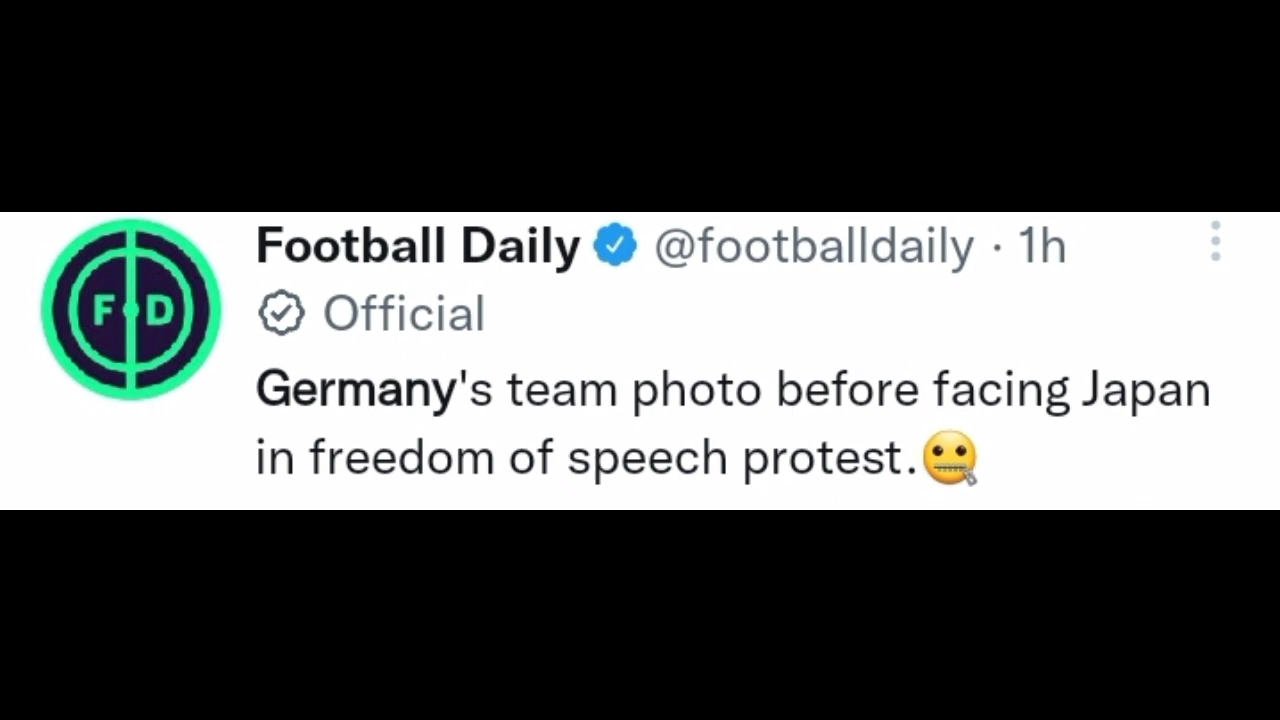 F D
Football Daily @footballdaily · 1h
Official
Germany's team photo before facing Japan
in freedom of speech protest.🤐